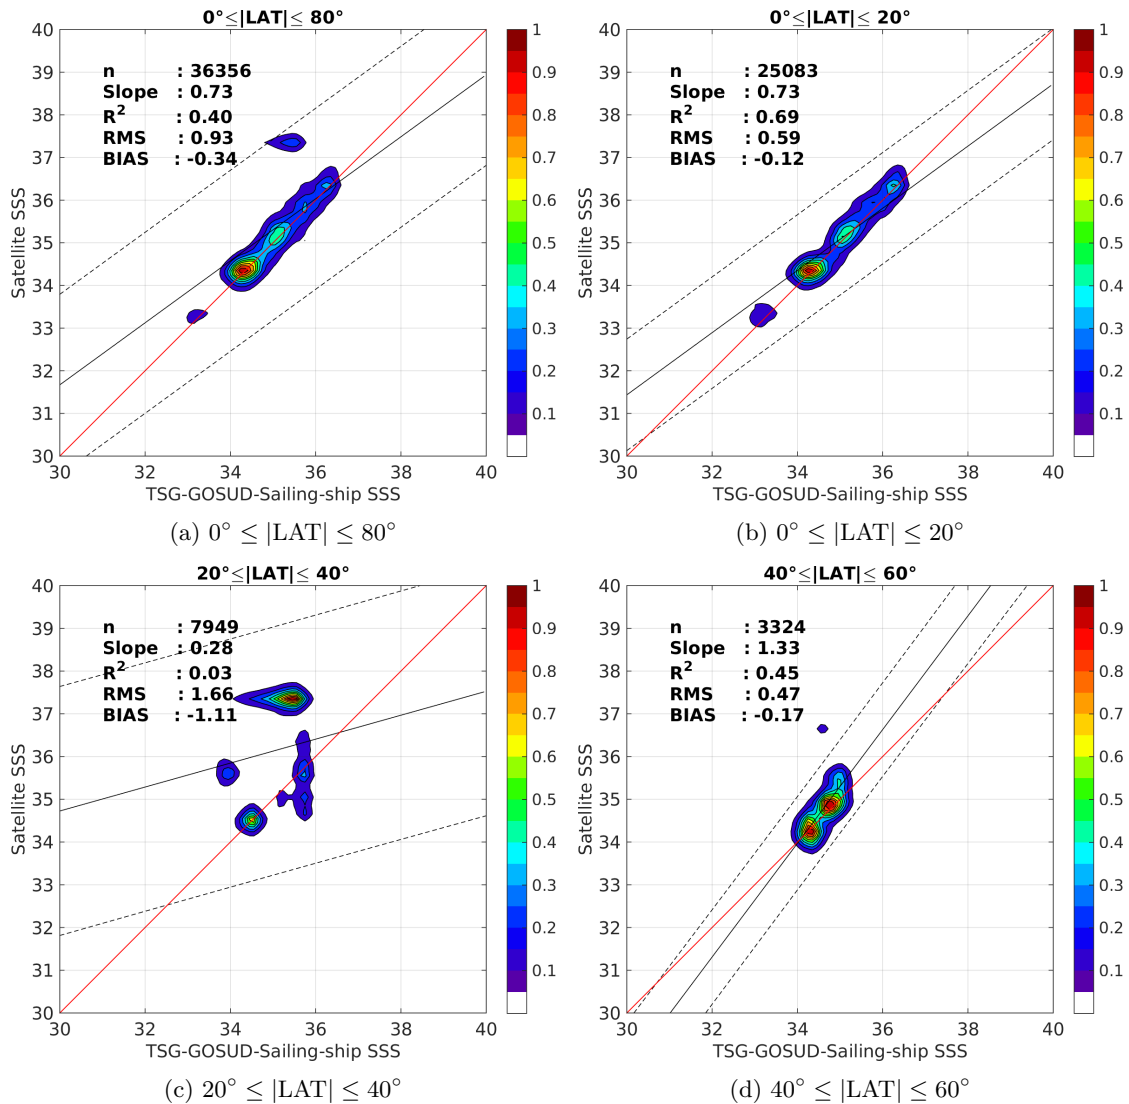 0°≤|LAT|≤ 80°
40
39
38
37
36
35
34
33
32
31
30
Satellite SSS
n : 36356
Slope : 0.73
R² : 0.40
RMS : 0.93
BIAS : -0.34
30 32 34 36 38 40
TSG-GOSUD-Sailing-ship SSS
1
0.9
0.8
0.7
0.6
0.5
0.4
0.3
0.2
0.1
(a) 0° ≤ |LAT| ≤ 80°
0°≤|LAT|≤ 20°
40
39
38
37
36
35
34
33
32
31
30
Satellite SSS
n : 25083
Slope : 0.73
R² : 0.69
RMS : 0.59
BIAS : -0.12
30 32 34 36 38 40
TSG-GOSUD-Sailing-ship SSS
1
0.9
0.8
0.7
0.6
0.5
0.4
0.3
0.2
0.1
(b) 0° ≤ |LAT| ≤ 20°
20°≤|LAT|≤ 40°
40
39
38
37
36
35
34
33
32
31
30
Satellite SSS
n : 7949
Slope : 0.28
R² : 0.03
RMS : 1.66
BIAS : -1.11
30 32 34 36 38 40
TSG-GOSUD-Sailing-ship SSS
1
0.9
0.8
0.7
0.6
0.5
0.4
0.3
0.2
0.1
(c) 20° ≤ |LAT| ≤ 40°
40°≤|LAT|≤ 60°
40
39
38
37
36
35
34
33
32
31
30
Satellite SSS
n : 3324
Slope : 1.33
R² : 0.45
RMS : 0.47
BIAS : -0.17
30 32 34 36 38 40
TSG-GOSUD-Sailing-ship SSS
1
0.9
0.8
0.7
0.6
0.5
0.4
0.3
0.2
0.1
(d) 40° ≤ |LAT| ≤ 60°